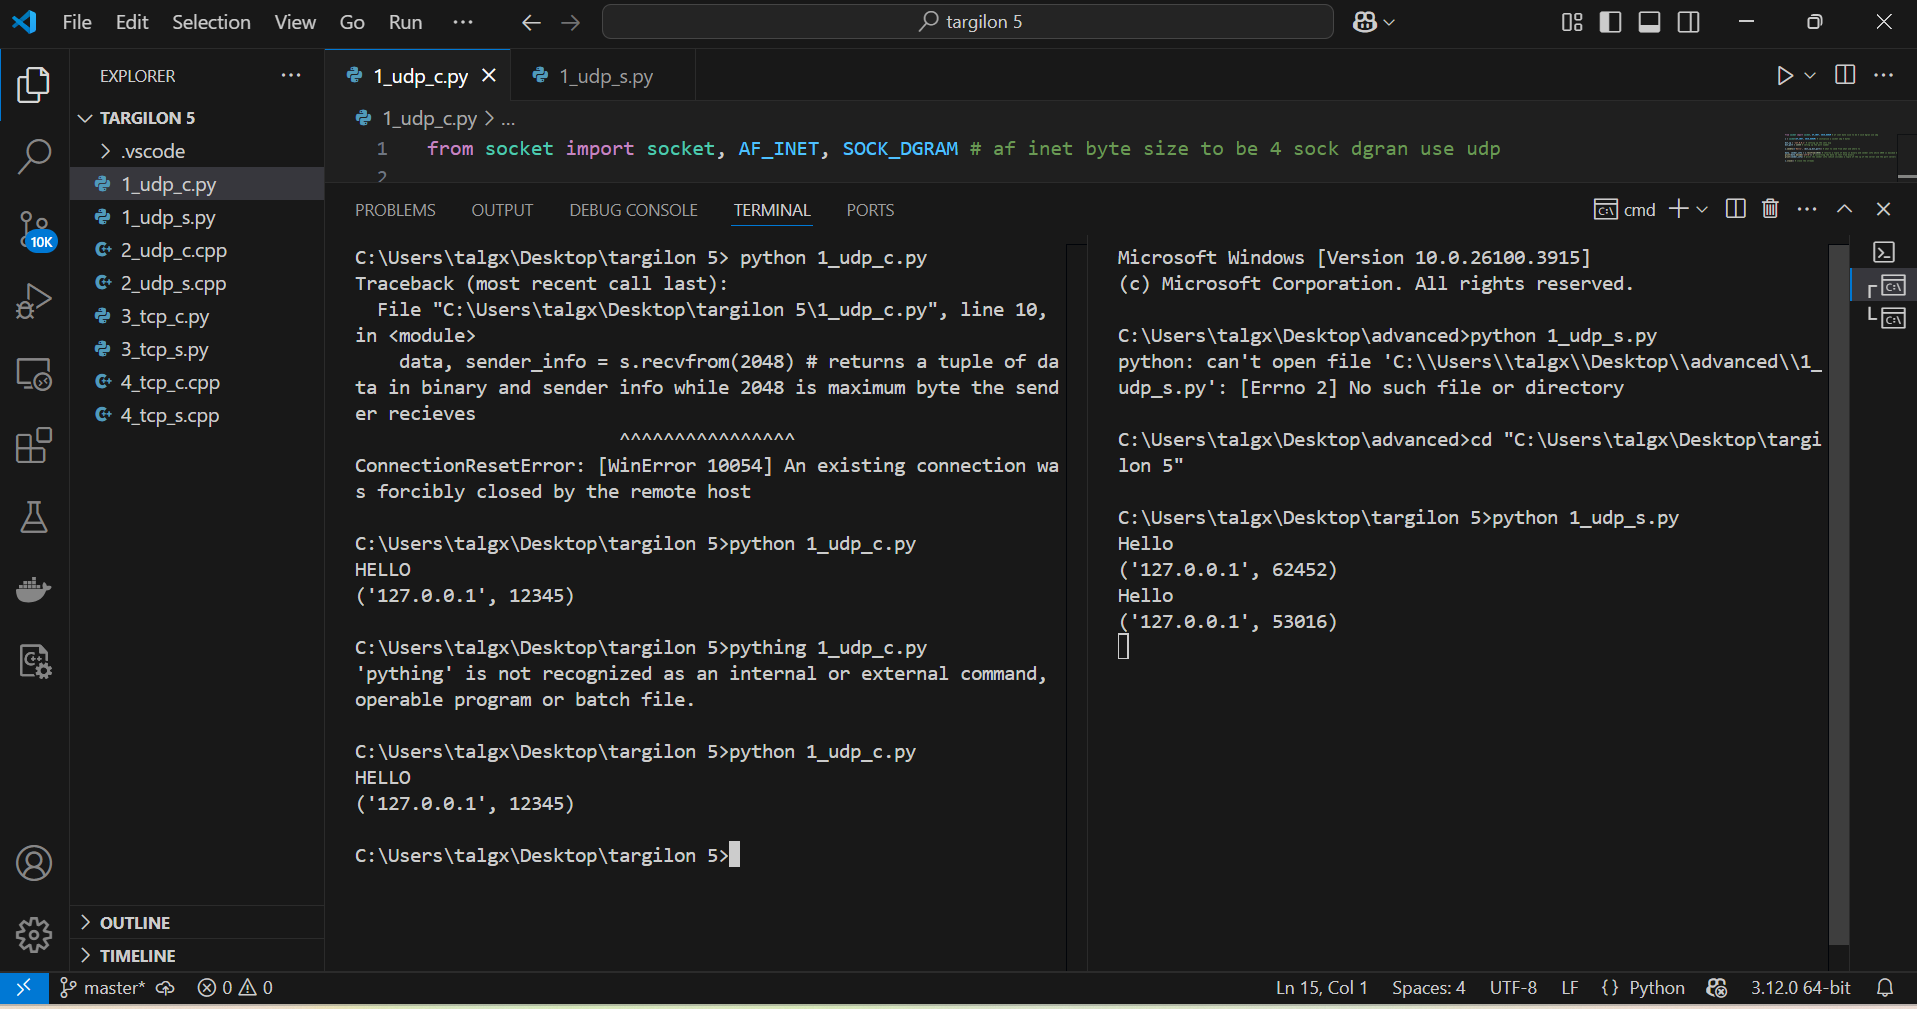 File Edit Selection View Go Run ··· targilon 5
EXPLORER ···
TARGILON 5
.vscode
1_udp_c.py
1_udp_s.py
2_udp_c.cpp
2_udp_s.cpp
3_tcp_c.py
3_tcp_s.py
4_tcp_c.cpp
4_tcp_s.cpp
OUTLINE
TIMELINE
10K
1_udp_c.py 1_udp_s.py
1_udp_c.py > ...
1 from socket import socket, AF_INET, SOCK_DGRAM # af inet byte size to be 4 sock dgran use udp
2
PROBLEMS OUTPUT DEBUG CONSOLE TERMINAL PORTS cmd
C:\Users\talgx\Desktop\targilon 5> python 1_udp_c.py
Traceback (most recent call last):
  File "C:\Users\talgx\Desktop\targilon 5\1_udp_c.py", line 10,
in <module>
    data, sender_info = s.recvfrom(2048) # returns a tuple of da
ta in binary and sender info while 2048 is maximum byte the send
er recieves
                        ^^^^^^^^^^^^^^^^
ConnectionResetError: [WinError 10054] An existing connection wa
s forcibly closed by the remote host
C:\Users\talgx\Desktop\targilon 5>python 1_udp_c.py
HELLO
('127.0.0.1', 12345)
C:\Users\talgx\Desktop\targilon 5>pything 1_udp_c.py
'pything' is not recognized as an internal or external command,
operable program or batch file.
C:\Users\talgx\Desktop\targilon 5>python 1_udp_c.py
HELLO
('127.0.0.1', 12345)
C:\Users\talgx\Desktop\targilon 5>
Microsoft Windows [Version 10.0.26100.3915]
(c) Microsoft Corporation. All rights reserved.
C:\Users\talgx\Desktop\advanced>python 1_udp_s.py
python: can't open file 'C:\\Users\\talgx\\Desktop\\advanced\\1_
udp_s.py': [Errno 2] No such file or directory
C:\Users\talgx\Desktop\advanced>cd "C:\Users\talgx\Desktop\targi
lon 5"
C:\Users\talgx\Desktop\targilon 5>python 1_udp_s.py
Hello
('127.0.0.1', 62452)
Hello
('127.0.0.1', 53016)
master* 0 0 Ln 15, Col 1 Spaces: 4 UTF-8 LF {} Python 3.12.0 64-bit